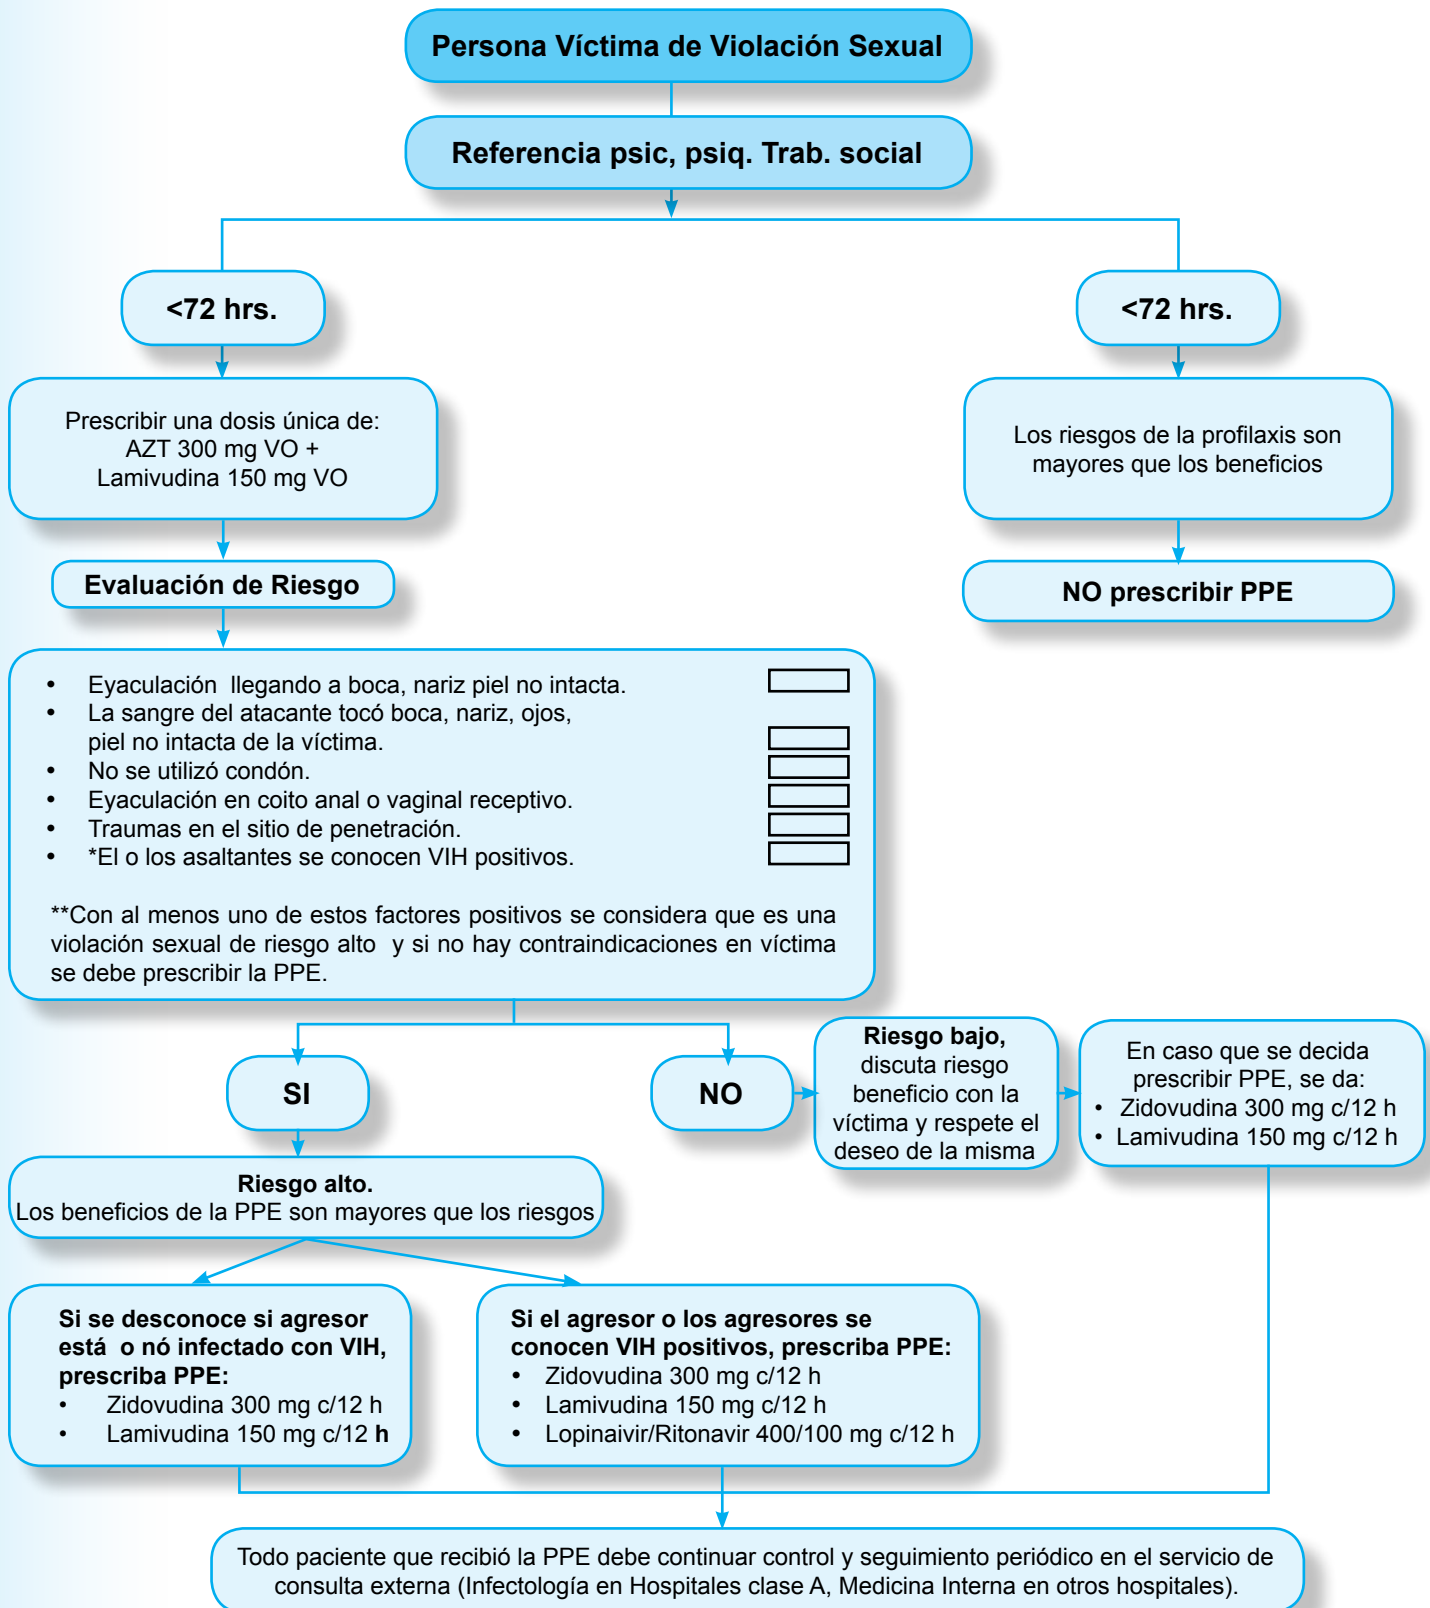 Persona Víctima de Violación Sexual
Referencia psic, psiq. Trab. social
<72 hrs.
<72 hrs.
Prescribir una dosis única de:
AZT 300 mg VO +
Lamivudina 150 mg VO
Los riesgos de la profilaxis son
mayores que los beneficios
Evaluación de Riesgo
NO prescribir PPE
• Eyaculación llegando a boca, nariz piel no intacta.
• La sangre del atacante tocó boca, nariz, ojos,
piel no intacta de la víctima.
• No se utilizó condón.
• Eyaculación en coito anal o vaginal receptivo.
• Traumas en el sitio de penetración.
• *El o los asaltantes se conocen VIH positivos.
**Con al menos uno de estos factores positivos se considera que es una
violación sexual de riesgo alto y si no hay contraindicaciones en víctima
se debe prescribir la PPE.
SI
NO
Riesgo bajo,
discuta riesgo
beneficio con la
víctima y respete el
deseo de la misma
En caso que se decida
prescribir PPE, se da:
• Zidovudina 300 mg c/12 h
• Lamivudina 150 mg c/12 h
Riesgo alto.
Los beneficios de la PPE son mayores que los riesgos
Si se desconoce si agresor
está o nó infectado con VIH,
prescriba PPE:
• Zidovudina 300 mg c/12 h
• Lamivudina 150 mg c/12 h
Si el agresor o los agresores se
conocen VIH positivos, prescriba PPE:
• Zidovudina 300 mg c/12 h
• Lamivudina 150 mg c/12 h
• Lopinaivir/Ritonavir 400/100 mg c/12 h
Todo paciente que recibió la PPE debe continuar control y seguimiento periódico en el servicio de
consulta externa (Infectología en Hospitales clase A, Medicina Interna en otros hospitales).